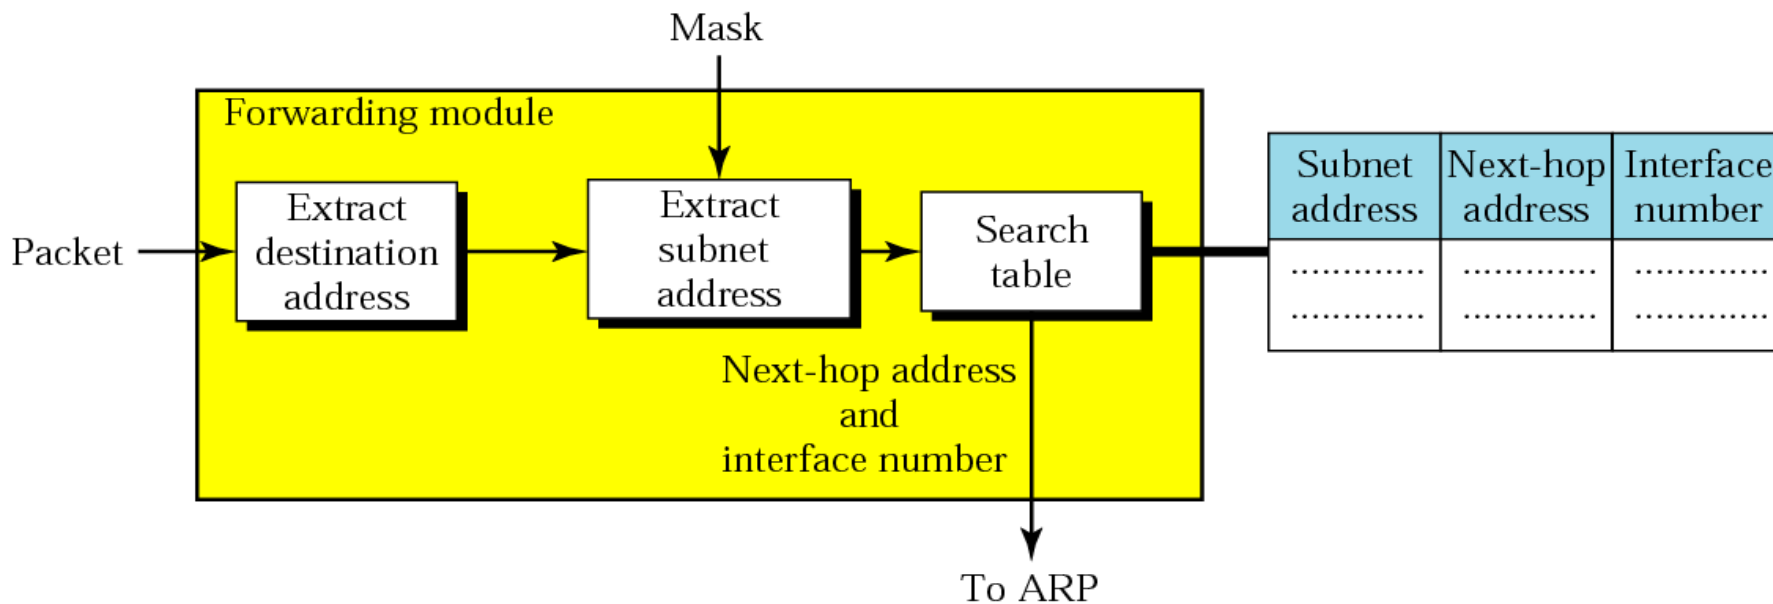 Mask
Forwarding module
Packet
Extract
destination
address
Extract
subnet
address
Search
table
Next-hop address
and
interface number
To ARP
Subnet
address
Next-hop
address
Interface
number
............. ............. .............
............. ............. .............